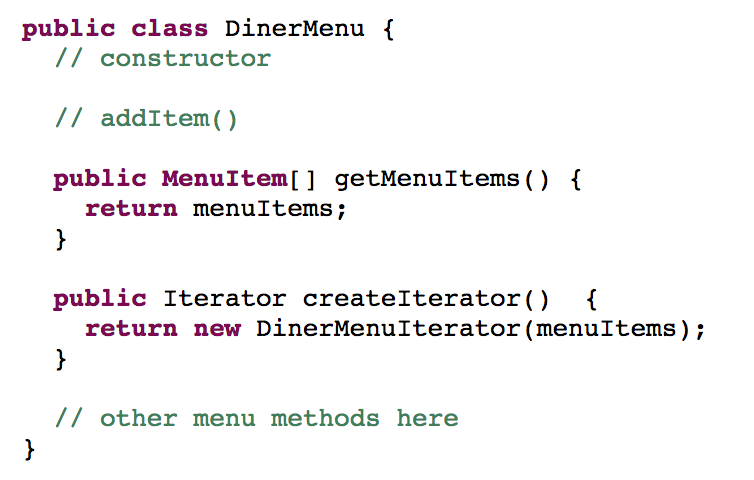 public class DinerMenu {
// constructor
// addItem()
public MenuItem[] getMenuItems() {
return menuItems;
}
public Iterator createIterator()  {
return new DinerMenuIterator(menuItems);
}
// other menu methods here
}